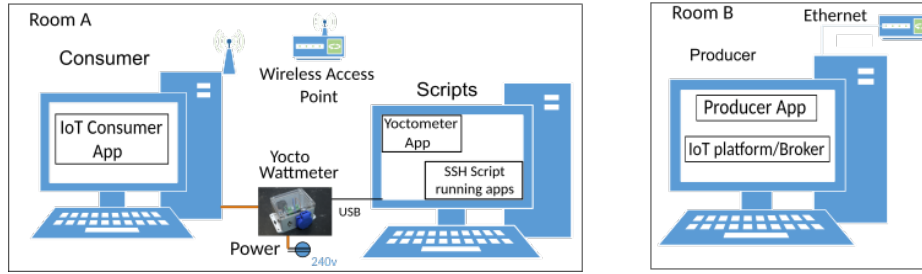 Room A
Consumer
Wireless Access
Point
Scripts
IoT Consumer
App
Yoctometer
App
SSH Script
running apps
Yocto
Wattmeter
USB
Power
240v
Room B
Ethernet
Producer
Producer App
IoT platform/Broker